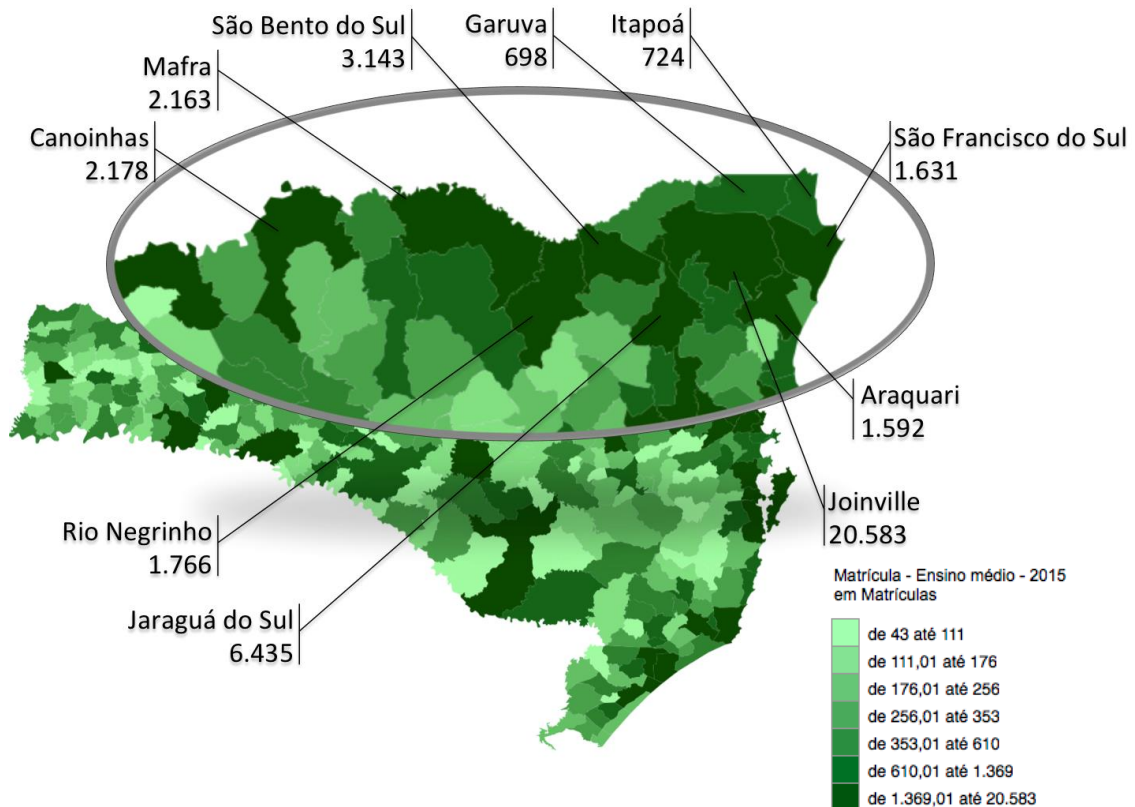 São Bento do Sul
3.143
Garuva
698
Itapoá
724
Mafra
2.163
Canoinhas
2.178
São Francisco do Sul
1.631
Araquari
1.592
Joinville
20.583
Rio Negrinho
1.766
Jaraguá do Sul
6.435
Matrícula - Ensino médio - 2015
em Matrículas
de 43 até 111
de 111,01 até 176
de 176,01 até 256
de 256,01 até 353
de 353,01 até 610
de 610,01 até 1.369
de 1.369,01 até 20.583